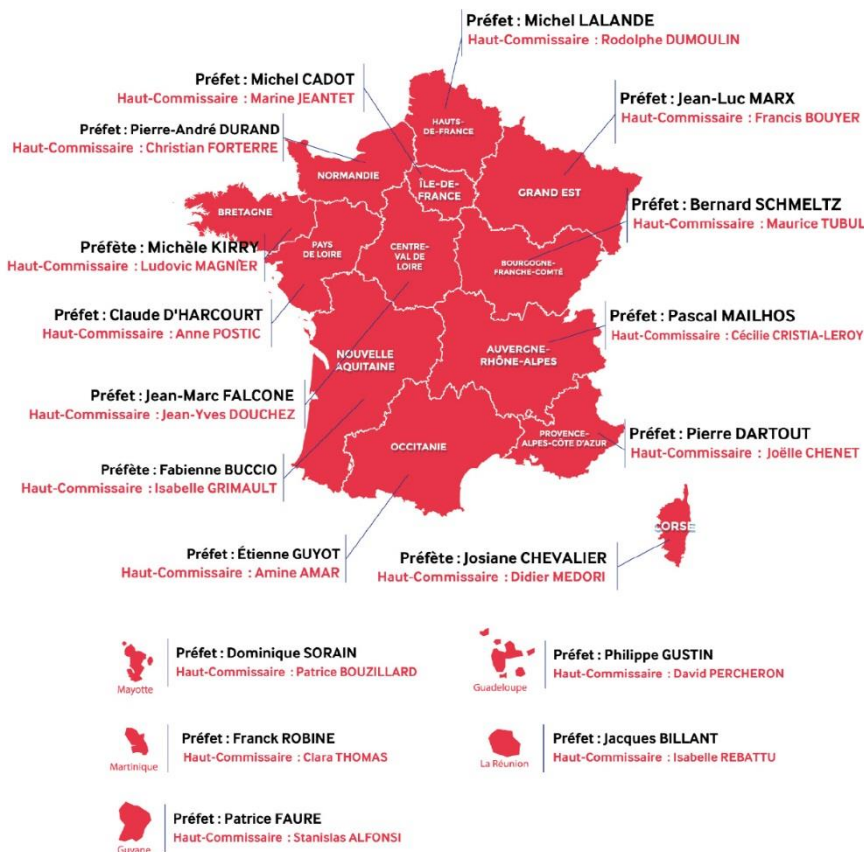 Préfet : Michel LALANDE
Haut-Commissaire : Rodolphe DUMOULIN
Préfet : Michel CADOT
Haut-Commissaire : Marine JEANTET
Préfet : Jean-Luc MARX
Haut-Commissaire : Francis BOUYER
Préfet : Pierre-André DURAND
Haut-Commissaire : Christian FORTERRE
HAUTS-
DE-FRANCE
NORMANDIE
ÎLE-DE-
FRANCE
GRAND EST
Préfet : Bernard SCHMELTZ
Haut-Commissaire : Maurice TUBUL
BRETAGNE
Préfète : Michèle KIRRY
Haut-Commissaire : Ludovic MAGNIER
PAYS
DE LOIRE
CENTRE-
VAL DE
LOIRE
BOURGOGNE-
FRANCHE-COMTÉ
Préfet : Claude D'HARCOURT
Haut-Commissaire : Anne POSTIC
Préfet : Pascal MAILHOS
Haut-Commissaire : Cécilie CRISTIA-LEROY
NOUVELLE
AQUITAINE
AUVERGNE-
RHÔNE-ALPES
Préfet : Jean-Marc FALCONE
Haut-Commissaire : Jean-Yves DOUCHEZ
Préfet : Pierre DARTOUT
Haut-Commissaire : Joëlle CHENET
OCCITANIE
PROVENCE-
ALPES-CÔTE D'AZUR
Préfète : Fabienne BUCCIO
Haut-Commissaire : Isabelle GRIMAULT
CORSE
Préfet : Étienne GUYOT
Haut-Commissaire : Amine AMAR
Préfète : Josiane CHEVALIER
Haut-Commissaire : Didier MEDORI
Préfet : Dominique SORAIN
Haut-Commissaire : Patrice BOUZILLARD
Mayotte
Préfet : Philippe GUSTIN
Haut-Commissaire : David PERCHERON
Guadeloupe
Préfet : Franck ROBINE
Haut-Commissaire : Clara THOMAS
Martinique
Préfet : Jacques BILLANT
Haut-Commissaire : Isabelle REBATTU
La Réunion
Préfet : Patrice FAURE
Haut-Commissaire : Stanislas ALFONSI
Guyane